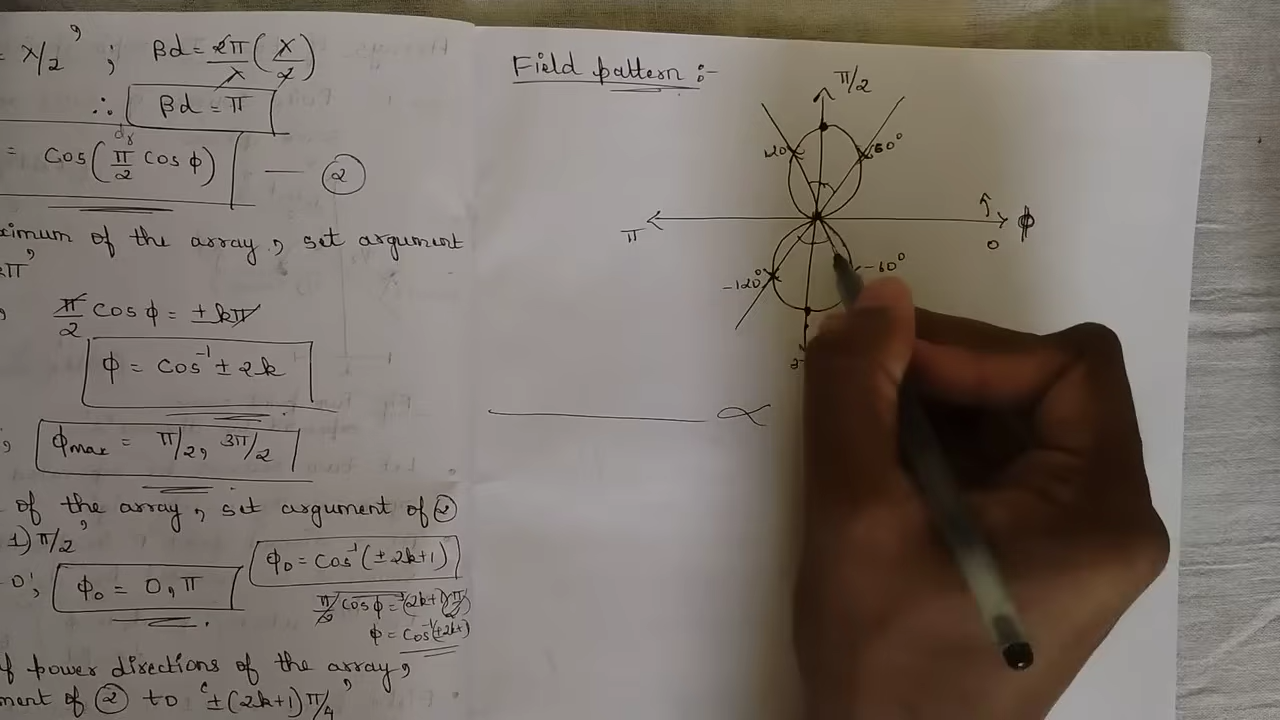 = λ/2 , ; βd = 2π/λ (λ/2)
∴ βd = π
= Cos(π/2 Cos φ) — ②
ximum of the array, set argument
π,
π/2 Cos φ = ± kπ
φ = Cos⁻¹ ± 2k
, φmax = π/2, 3π/2
of the array, set argument of ②
1)π/2,
0', φ₀ = 0, π
φ₀ = Cos⁻¹(± 2k+1)
π/2 Cos φ = ±(2k+1)π/2
φ = Cos⁻¹(±2k+1)
f power directions of the array,
ment of ② to ± (2k+1)π/4,
Field pattern :-
π/2
120
60°
π
0
φ
-120°
-60°
∝